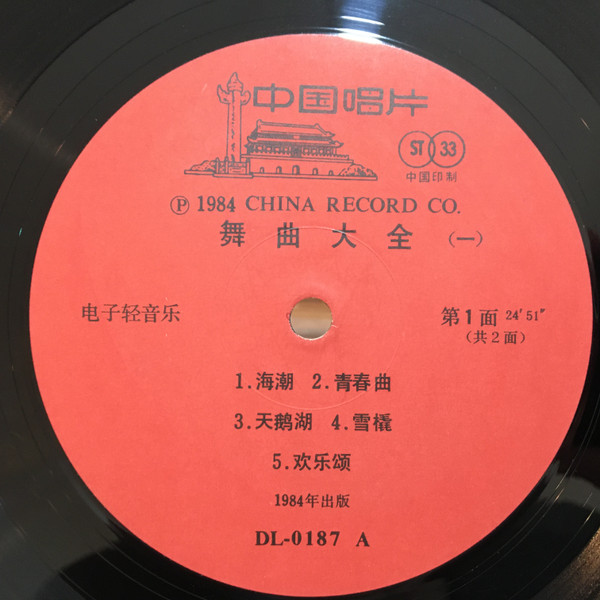 中国唱片
ST 33
中国印制
Ⓟ 1984 CHINA RECORD CO.
舞曲大全 (一)
电子轻音乐
第1面 24′51″
(共2面)
1.海潮 2.青春曲
3.天鹅湖 4.雪橇
5.欢乐颂
1984年出版
DL-0187 A